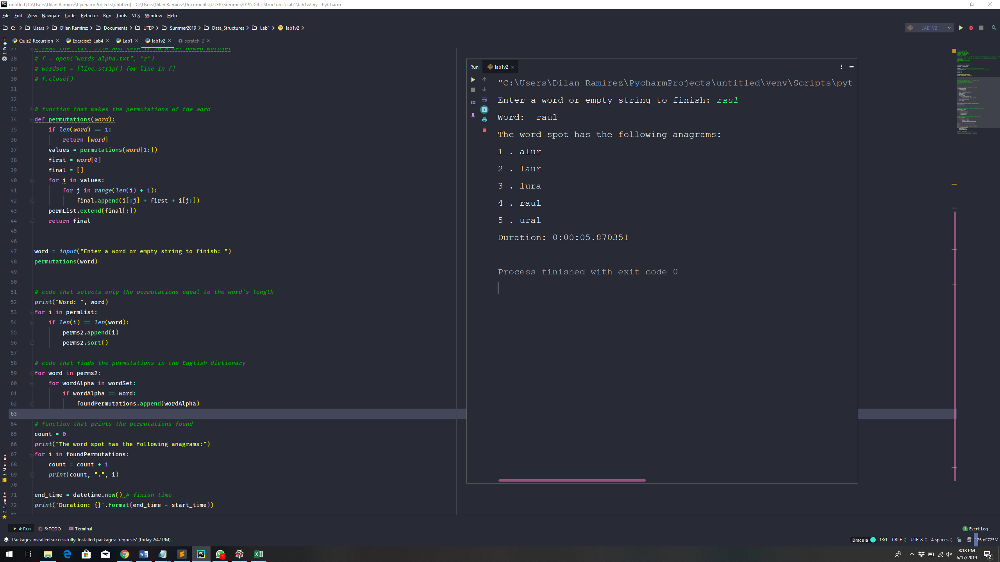 untitled [C:\Users\Dilan Ramirez\PycharmProjects\untitled] - C:\Users\Dilan Ramirez\Documents\UTEP\Summer2019\Data_Structures\Lab1\lab1v2.py - PyCharm
File Edit View Navigate Code Refactor Run Tools VCS Window Help
C: Users Dilan Ramirez Documents UTEP Summer2019 Data_Structures Lab1 lab1v2
LAB1V2
Quiz2_Recursion Exercise5_Lab4 Lab1 lab1v2 scratch_2
1: Project
7: Structure
2: Favorites
27 # read the "txt" file and save it in a set named wordSet
28 # f = open("words_alpha.txt", "r")
29 # wordSet = [line.strip() for line in f]
30 # f.close()
31
32
33 # function that makes the permutations of the word
34 def permutations(word):
35 if len(word) == 1:
36 return [word]
37 values = permutations(word[1:])
38 first = word[0]
39 final = []
40 for i in values:
41 for j in range(len(i) + 1):
42 final.append(i[:j] + first + i[j:])
43 permList.extend(final[:])
44 return final
45
46
47 word = input("Enter a word or empty string to finish: ")
48 permutations(word)
49
50
51 # code that selects only the permutations equal to the word's length
52 print("Word: ", word)
53 for i in permList:
54 if len(i) == len(word):
55 perms2.append(i)
56 perms2.sort()
57
58 # code that finds the permutations in the English dictionary
59 for word in perms2:
60 for wordAlpha in wordSet:
61 if wordAlpha == word:
62 foundPermutations.append(wordAlpha)
63
64 # function that prints the permutations found
65 count = 0
66 print("The word spot has the following anagrams:")
67 for i in foundPermutations:
68 count = count + 1
69 print(count, ".", i)
70
71 end_time = datetime.now() # finish time
72 print('Duration: {}'.format(end_time - start_time))
Run: lab1v2
"C:\Users\Dilan Ramirez\PycharmProjects\untitled\venv\Scripts\pyt
Enter a word or empty string to finish: raul
Word:  raul
The word spot has the following anagrams:
1 . alur
2 . laur
3 . lura
4 . raul
5 . ural
Duration: 0:00:05.870351
Process finished with exit code 0
4: Run 6: TODO Terminal
1 Event Log
Packages installed successfully: Installed packages: 'requests' (today 2:47 PM)
Dracula 13:1 CRLF UTF-8 4 spaces 126 of 725M
PC
1
8:18 PM
6/17/2019
2